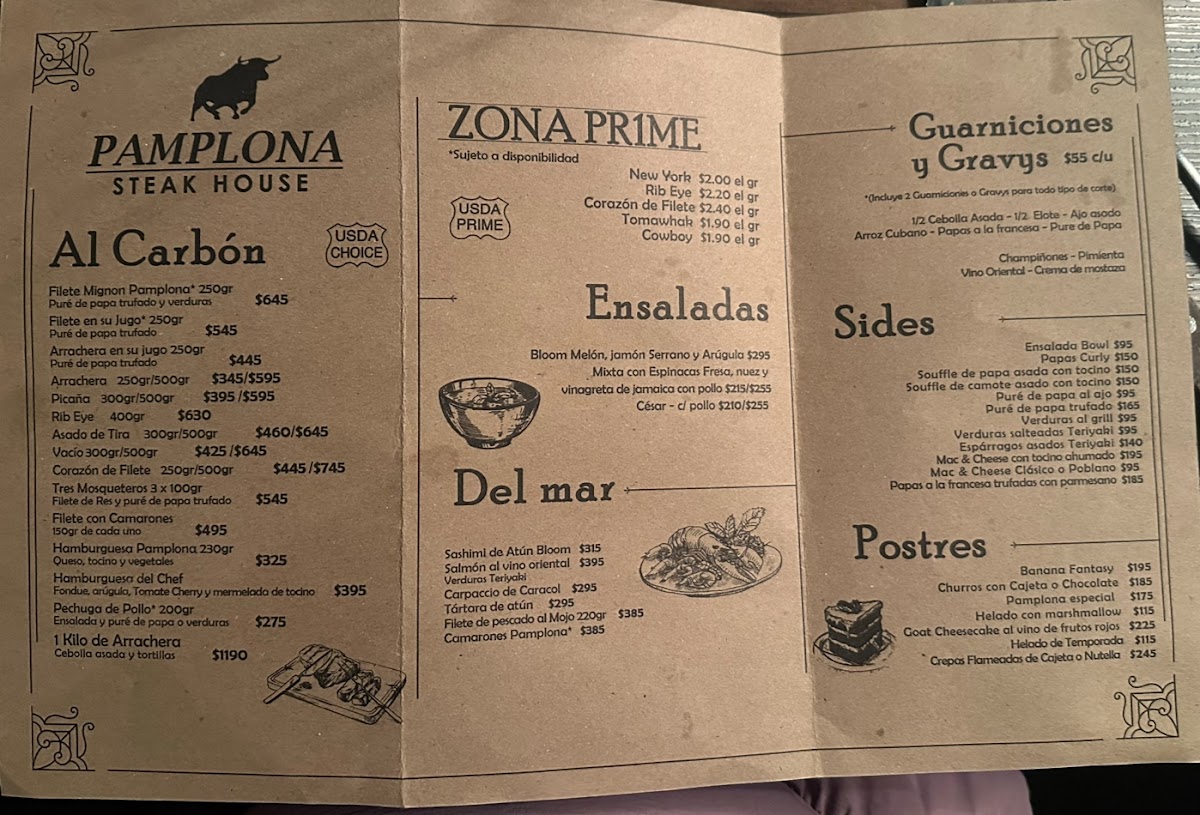 PAMPLONA
STEAK HOUSE
Al Carbón
USDA
CHOICE
Filete Mignon Pamplona* 250gr
Puré de papa trufado y verduras $645
Filete en su Jugo* 250gr
Puré de papa trufado $545
Arrachera en su jugo 250gr
Puré de papa trufado $445
Arrachera 250gr/500gr $345/$595
Picaña 300gr/500gr $395/$595
Rib Eye 400gr $630
Asado de Tira 300gr/500gr $460/$645
Vacío 300gr/500gr $425/$645
Corazón de Filete 250gr/500gr $445/$745
Tres Mosqueteros 3 x 100gr
Filete de Res y puré de papa trufado $545
Filete con Camarones
150gr de cada uno $495
Hamburguesa Pamplona 230gr
Queso, tocino y vegetales $325
Hamburguesa del Chef
Fondue, arúgula, Tomate Cherry y mermelada de tocino $395
Pechuga de Pollo* 200gr
Ensalada y puré de papa o verduras $275
1 Kilo de Arrachera
Cebolla asada y tortillas $1190
ZONA PR1ME
*Sujeto a disponibilidad
USDA
PRIME
New York $2.00 el gr
Rib Eye $2.20 el gr
Corazón de Filete $2.40 el gr
Tomawhak $1.90 el gr
Cowboy $1.90 el gr
Ensaladas
Bloom Melón, jamón Serrano y Arúgula $295
Mixta con Espinacas Fresa, nuez y
vinagreta de jamaica con pollo $215/$255
César - c/ pollo $210/$255
Del mar
Sashimi de Atún Bloom $315
Salmón al vino oriental $395
Verduras Teriyaki
Carpaccio de Caracol $295
Tártara de atún $295
Filete de pescado al Mojo 220gr $385
Camarones Pamplona* $385
Guarniciones
y Gravys $55 c/u
*(Incluye 2 Guarniciones o Gravys para todo tipo de corte)
1/2 Cebolla Asada - 1/2 Elote - Ajo asado
Arroz Cubano - Papas a la francesa - Pure de Papa
Champiñones - Pimienta
Vino Oriental - Crema de mostaza
Sides
Ensalada Bowl $95
Papas Curly $150
Souffle de papa asada con tocino $150
Souffle de camote asado con tocino $150
Puré de papa al ajo $95
Puré de papa trufado $165
Verduras al grill $95
Verduras salteadas Teriyaki $95
Espárragos asados Teriyaki $140
Mac & Cheese con tocino ahumado $195
Mac & Cheese Clásico o Poblano $95
Papas a la francesa trufadas con parmesano $185
Postres
Banana Fantasy $195
Churros con Cajeta o Chocolate $185
Pamplona especial $175
Helado con marshmallow $115
Goat Cheesecake al vino de frutos rojos $225
Helado de Temporada $115
Crepas Flameadas de Cajeta o Nutella $245